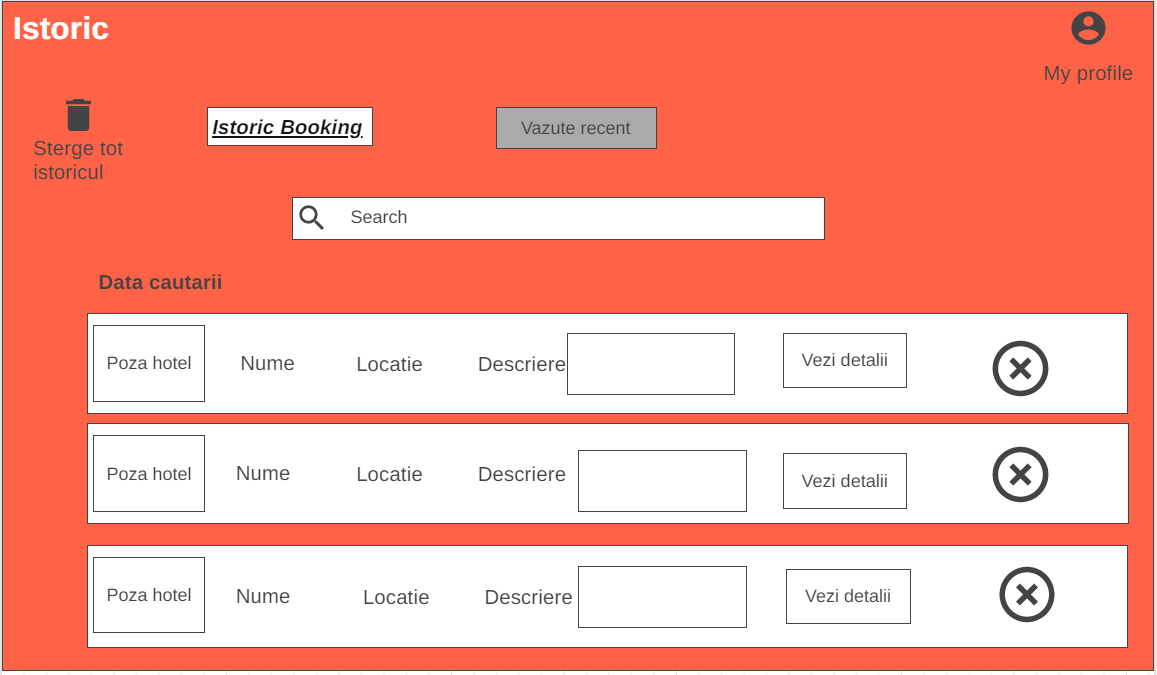 Istoric
My profile
Sterge tot
istoricul
Istoric Booking
Vazute recent
Search
Data cautarii
Poza hotel Nume Locatie Descriere Vezi detalii
Poza hotel Nume Locatie Descriere Vezi detalii
Poza hotel Nume Locatie Descriere Vezi detalii